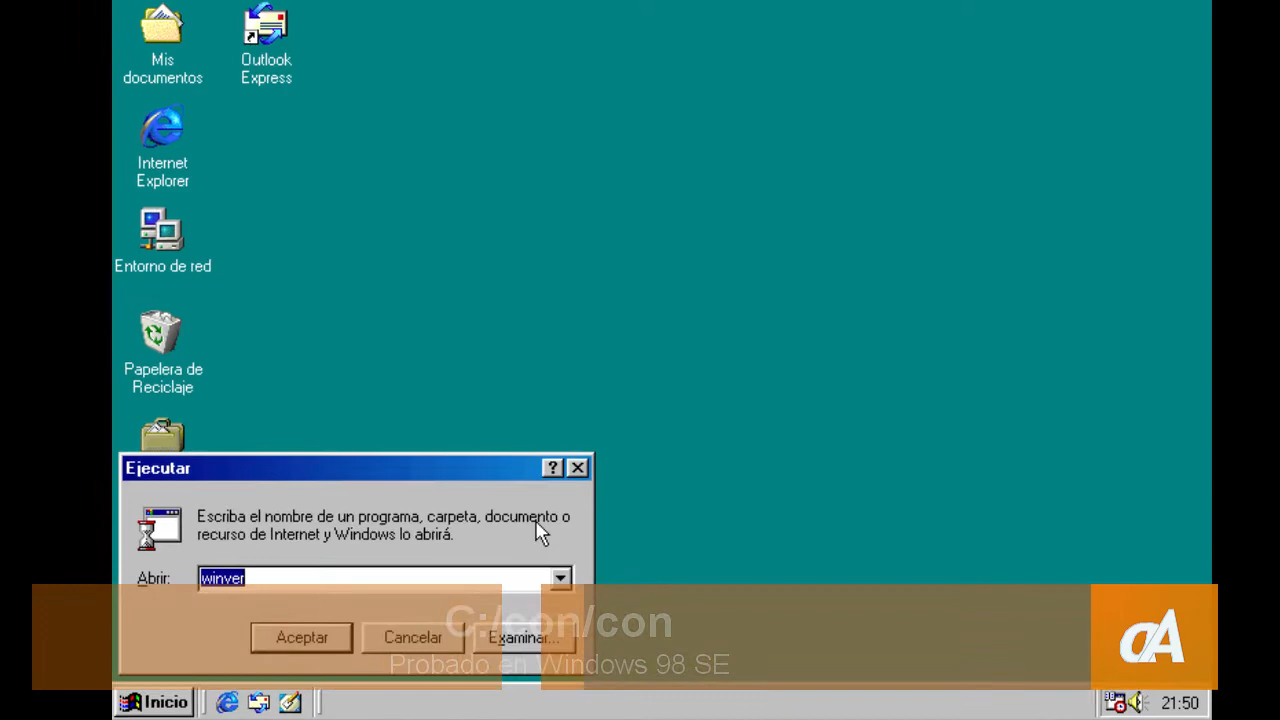 Mis
documentos
Outlook
Express
Internet
Explorer
Entorno de red
Papelera de
Reciclaje
Ejecutar
Escriba el nombre de un programa, carpeta, documento o
recurso de Internet y Windows lo abrirá.
Abrir:
winver
C:/con/con
Aceptar
Cancelar
Examinar...
Probado en Windows 98 SE
Inicio
21:50